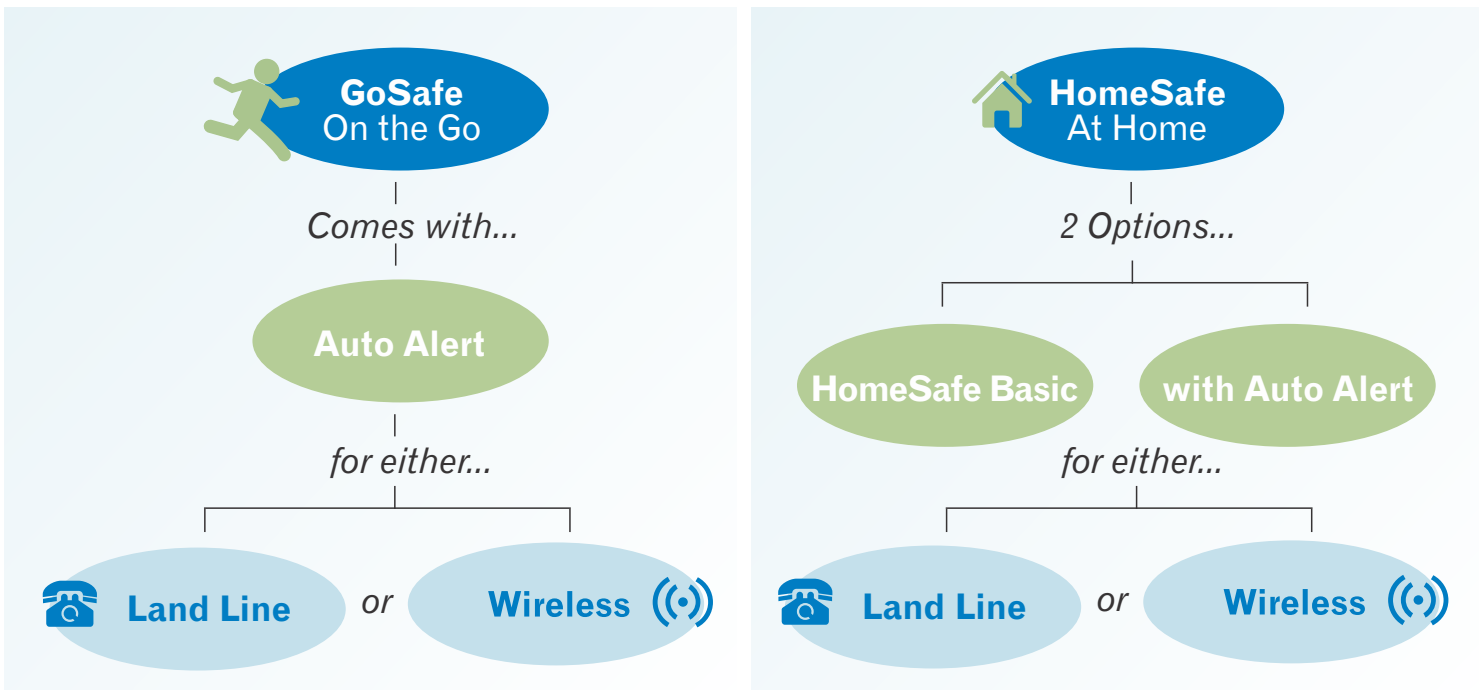 GoSafe
On the Go
Comes with...
Auto Alert
for either...
Land Line
or
Wireless
HomeSafe
At Home
2 Options...
HomeSafe Basic
with Auto Alert
for either...
Land Line
or
Wireless